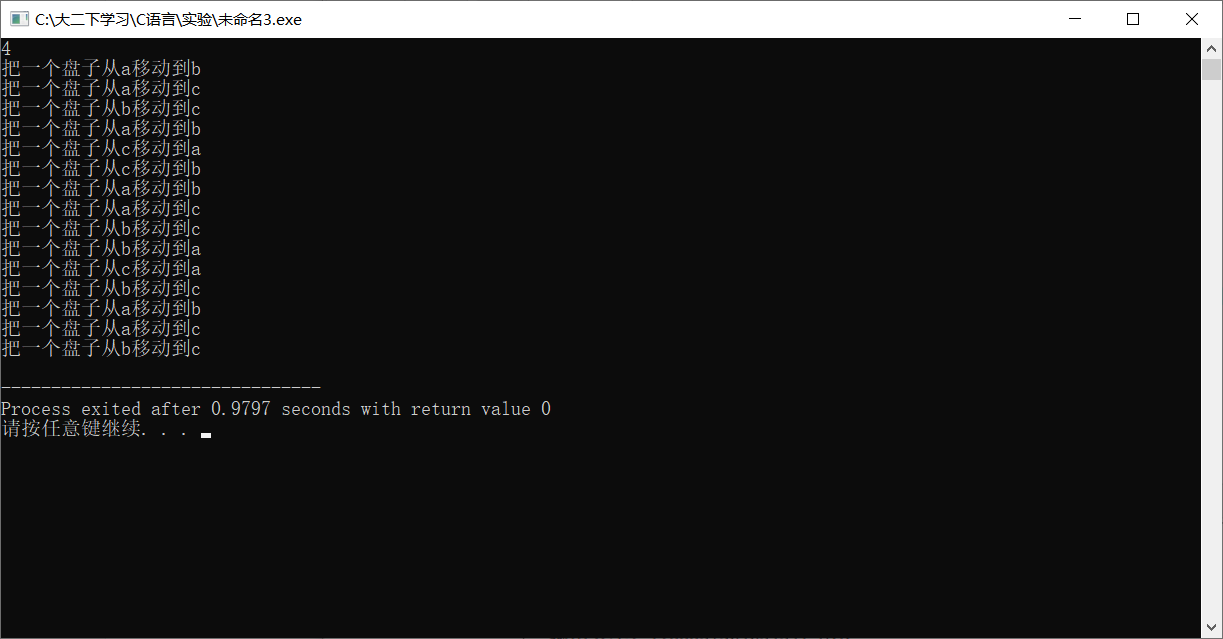 C:\大二下学习\C语言\实验\未命名3.exe
4
把一个盘子从a移动到b
把一个盘子从a移动到c
把一个盘子从b移动到c
把一个盘子从a移动到b
把一个盘子从c移动到a
把一个盘子从c移动到b
把一个盘子从a移动到b
把一个盘子从a移动到c
把一个盘子从b移动到c
把一个盘子从b移动到a
把一个盘子从c移动到a
把一个盘子从b移动到c
把一个盘子从a移动到b
把一个盘子从a移动到c
把一个盘子从b移动到c
--------------------------------
Process exited after 0.9797 seconds with return value 0
请按任意键继续. . .